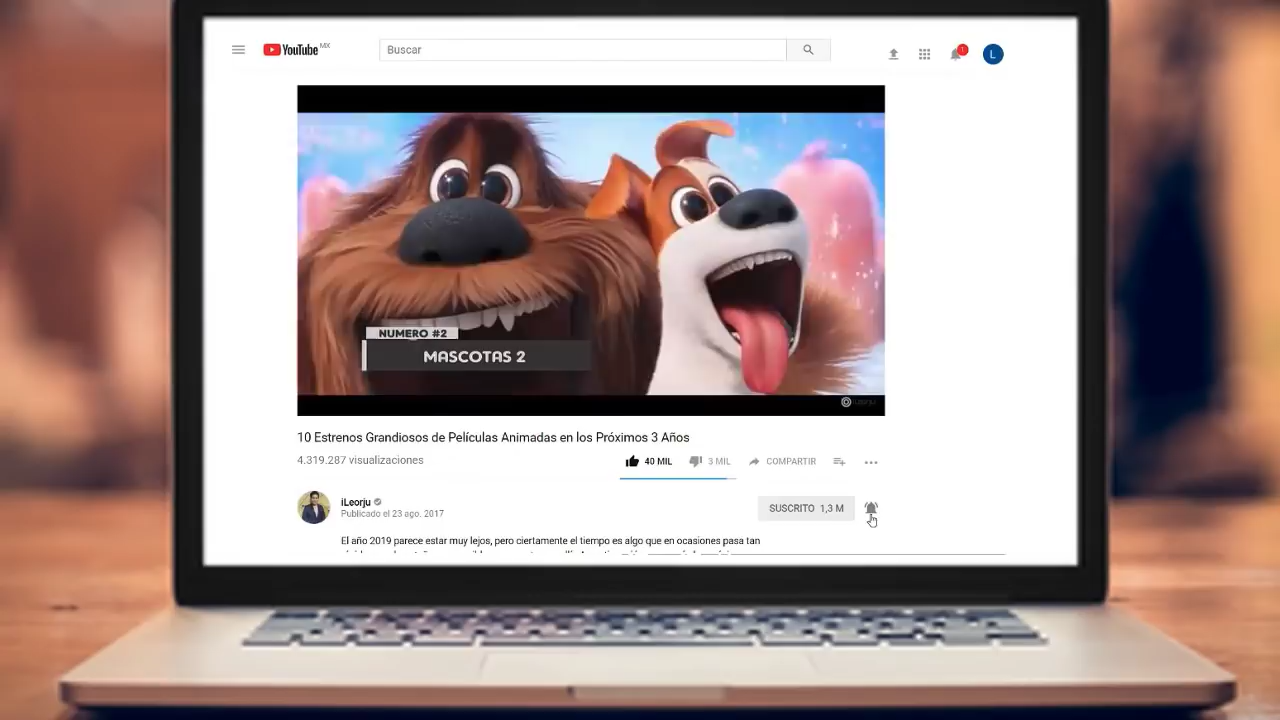 YouTube MX
Buscar
1
L
NUMERO #2
MASCOTAS 2
iLeorju
10 Estrenos Grandiosos de Películas Animadas en los Próximos 3 Años
4.319.287 visualizaciones
40 MIL
3 MIL
COMPARTIR
iLeorju
SUSCRITO 1,3 M
Publicado el 23 ago. 2017
El año 2019 parece estar muy lejos, pero ciertamente el tiempo es algo que en ocasiones pasa tan